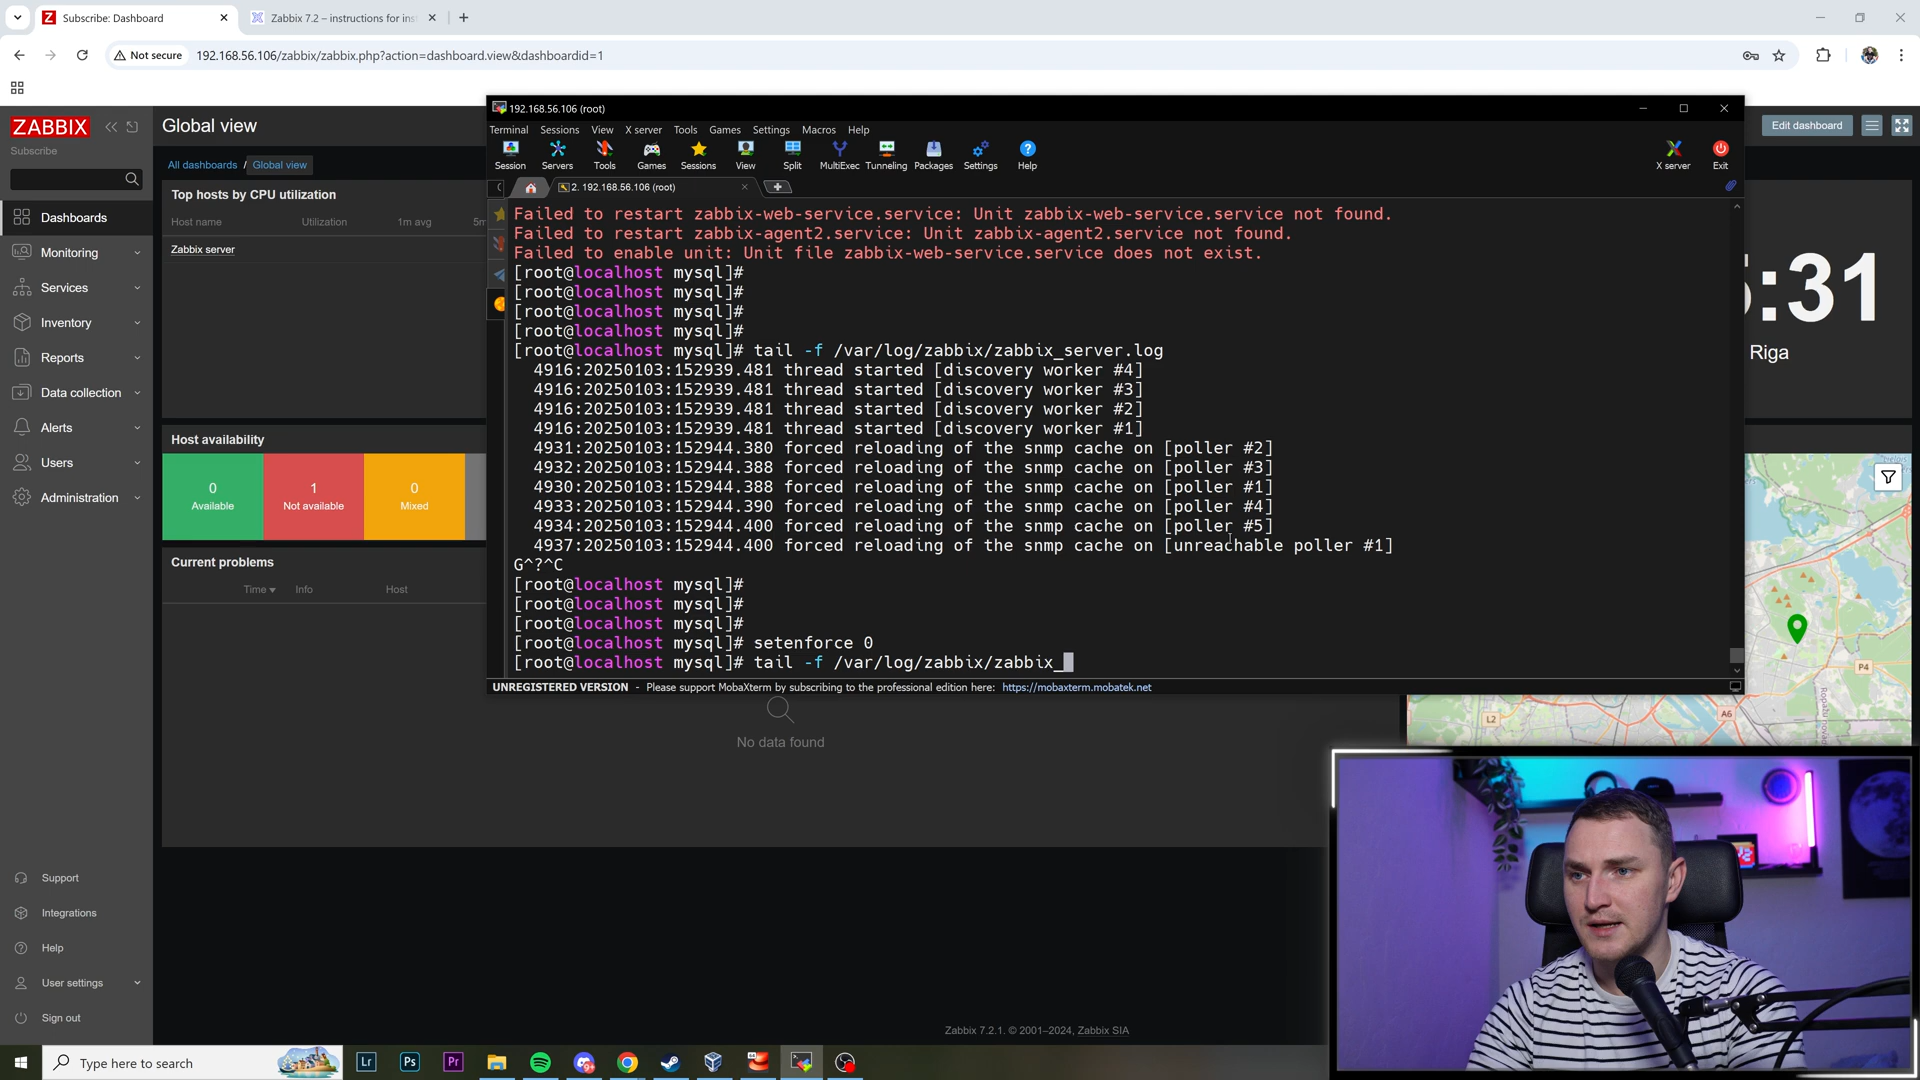 Subscribe: Dashboard
Zabbix 7.2 – instructions for ins
Not secure
192.168.56.106/zabbix/zabbix.php?action=dashboard.view&dashboardid=1
ZABBIX
Subscribe
Dashboards
Monitoring
Services
Inventory
Reports
Data collection
Alerts
Users
Administration
Support
Integrations
Help
User settings
Sign out
Global view
Edit dashboard
All dashboards / Global view
Top hosts by CPU utilization
Host name Utilization 1m avg 5m
Zabbix server
Host availability
0
Available
1
Not available
0
Mixed
Current problems
Time Info Host
No data found
:31
Riga
P4
A6
L2
Zabbix 7.2.1. © 2001–2024, Zabbix SIA
192.168.56.106 (root)
Terminal Sessions View X server Tools Games Settings Macros Help
Session Servers Tools Games Sessions View Split MultiExec Tunneling Packages Settings Help X server Exit
2. 192.168.56.106 (root)
Failed to restart zabbix-web-service.service: Unit zabbix-web-service.service not found.
Failed to restart zabbix-agent2.service: Unit zabbix-agent2.service not found.
Failed to enable unit: Unit file zabbix-web-service.service does not exist.
[root@localhost mysql]#
[root@localhost mysql]#
[root@localhost mysql]#
[root@localhost mysql]#
[root@localhost mysql]# tail -f /var/log/zabbix/zabbix_server.log
4916:20250103:152939.481 thread started [discovery worker #4]
4916:20250103:152939.481 thread started [discovery worker #3]
4916:20250103:152939.481 thread started [discovery worker #2]
4916:20250103:152939.481 thread started [discovery worker #1]
4931:20250103:152944.380 forced reloading of the snmp cache on [poller #2]
4932:20250103:152944.388 forced reloading of the snmp cache on [poller #3]
4930:20250103:152944.388 forced reloading of the snmp cache on [poller #1]
4933:20250103:152944.390 forced reloading of the snmp cache on [poller #4]
4934:20250103:152944.400 forced reloading of the snmp cache on [poller #5]
4937:20250103:152944.400 forced reloading of the snmp cache on [unreachable poller #1]
G^?^C
[root@localhost mysql]#
[root@localhost mysql]#
[root@localhost mysql]#
[root@localhost mysql]# setenforce 0
[root@localhost mysql]# tail -f /var/log/zabbix/zabbix_
UNREGISTERED VERSION - Please support MobaXterm by subscribing to the professional edition here: https://mobaxterm.mobatek.net
Type here to search
Lr
Ps
Pr